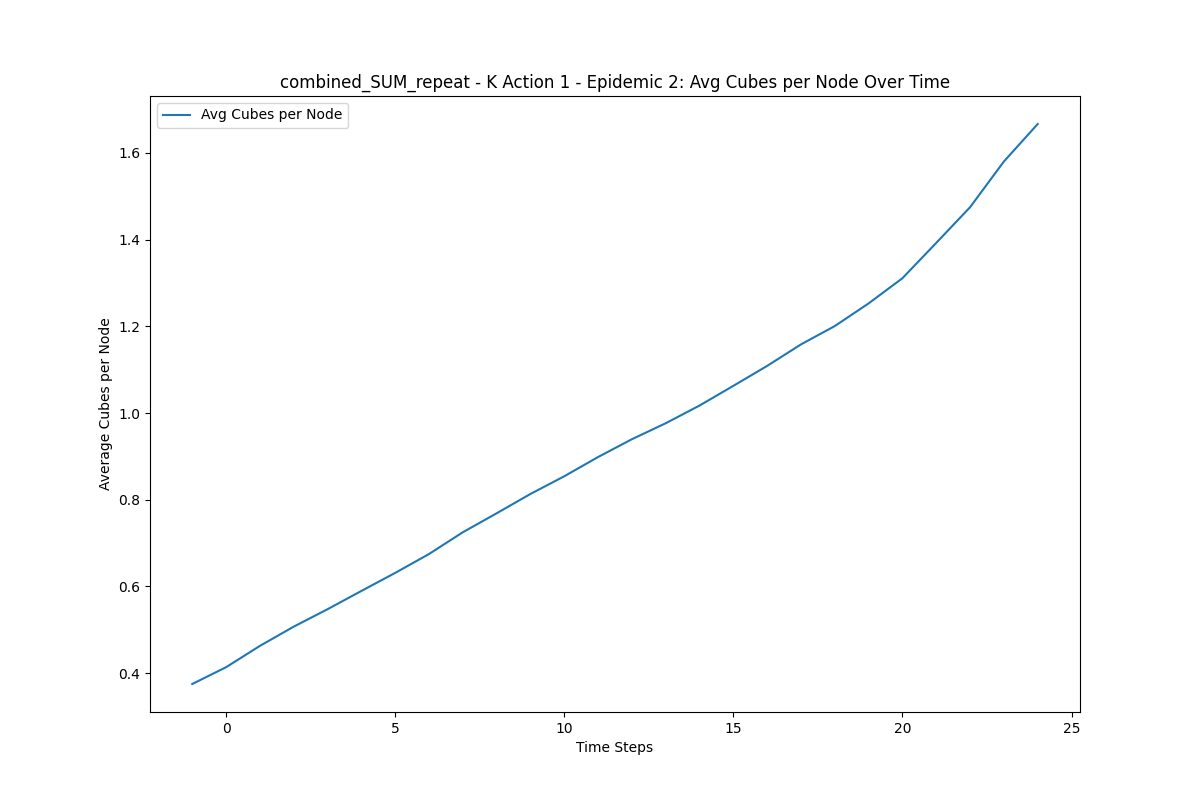 combined_SUM_repeat - K Action 1 - Epidemic 2: Avg Cubes per Node Over Time
Avg Cubes per Node
Average Cubes per Node
1.6
1.4
1.2
1.0
0.8
0.6
0.4
0 5 10 15 20 25
Time Steps